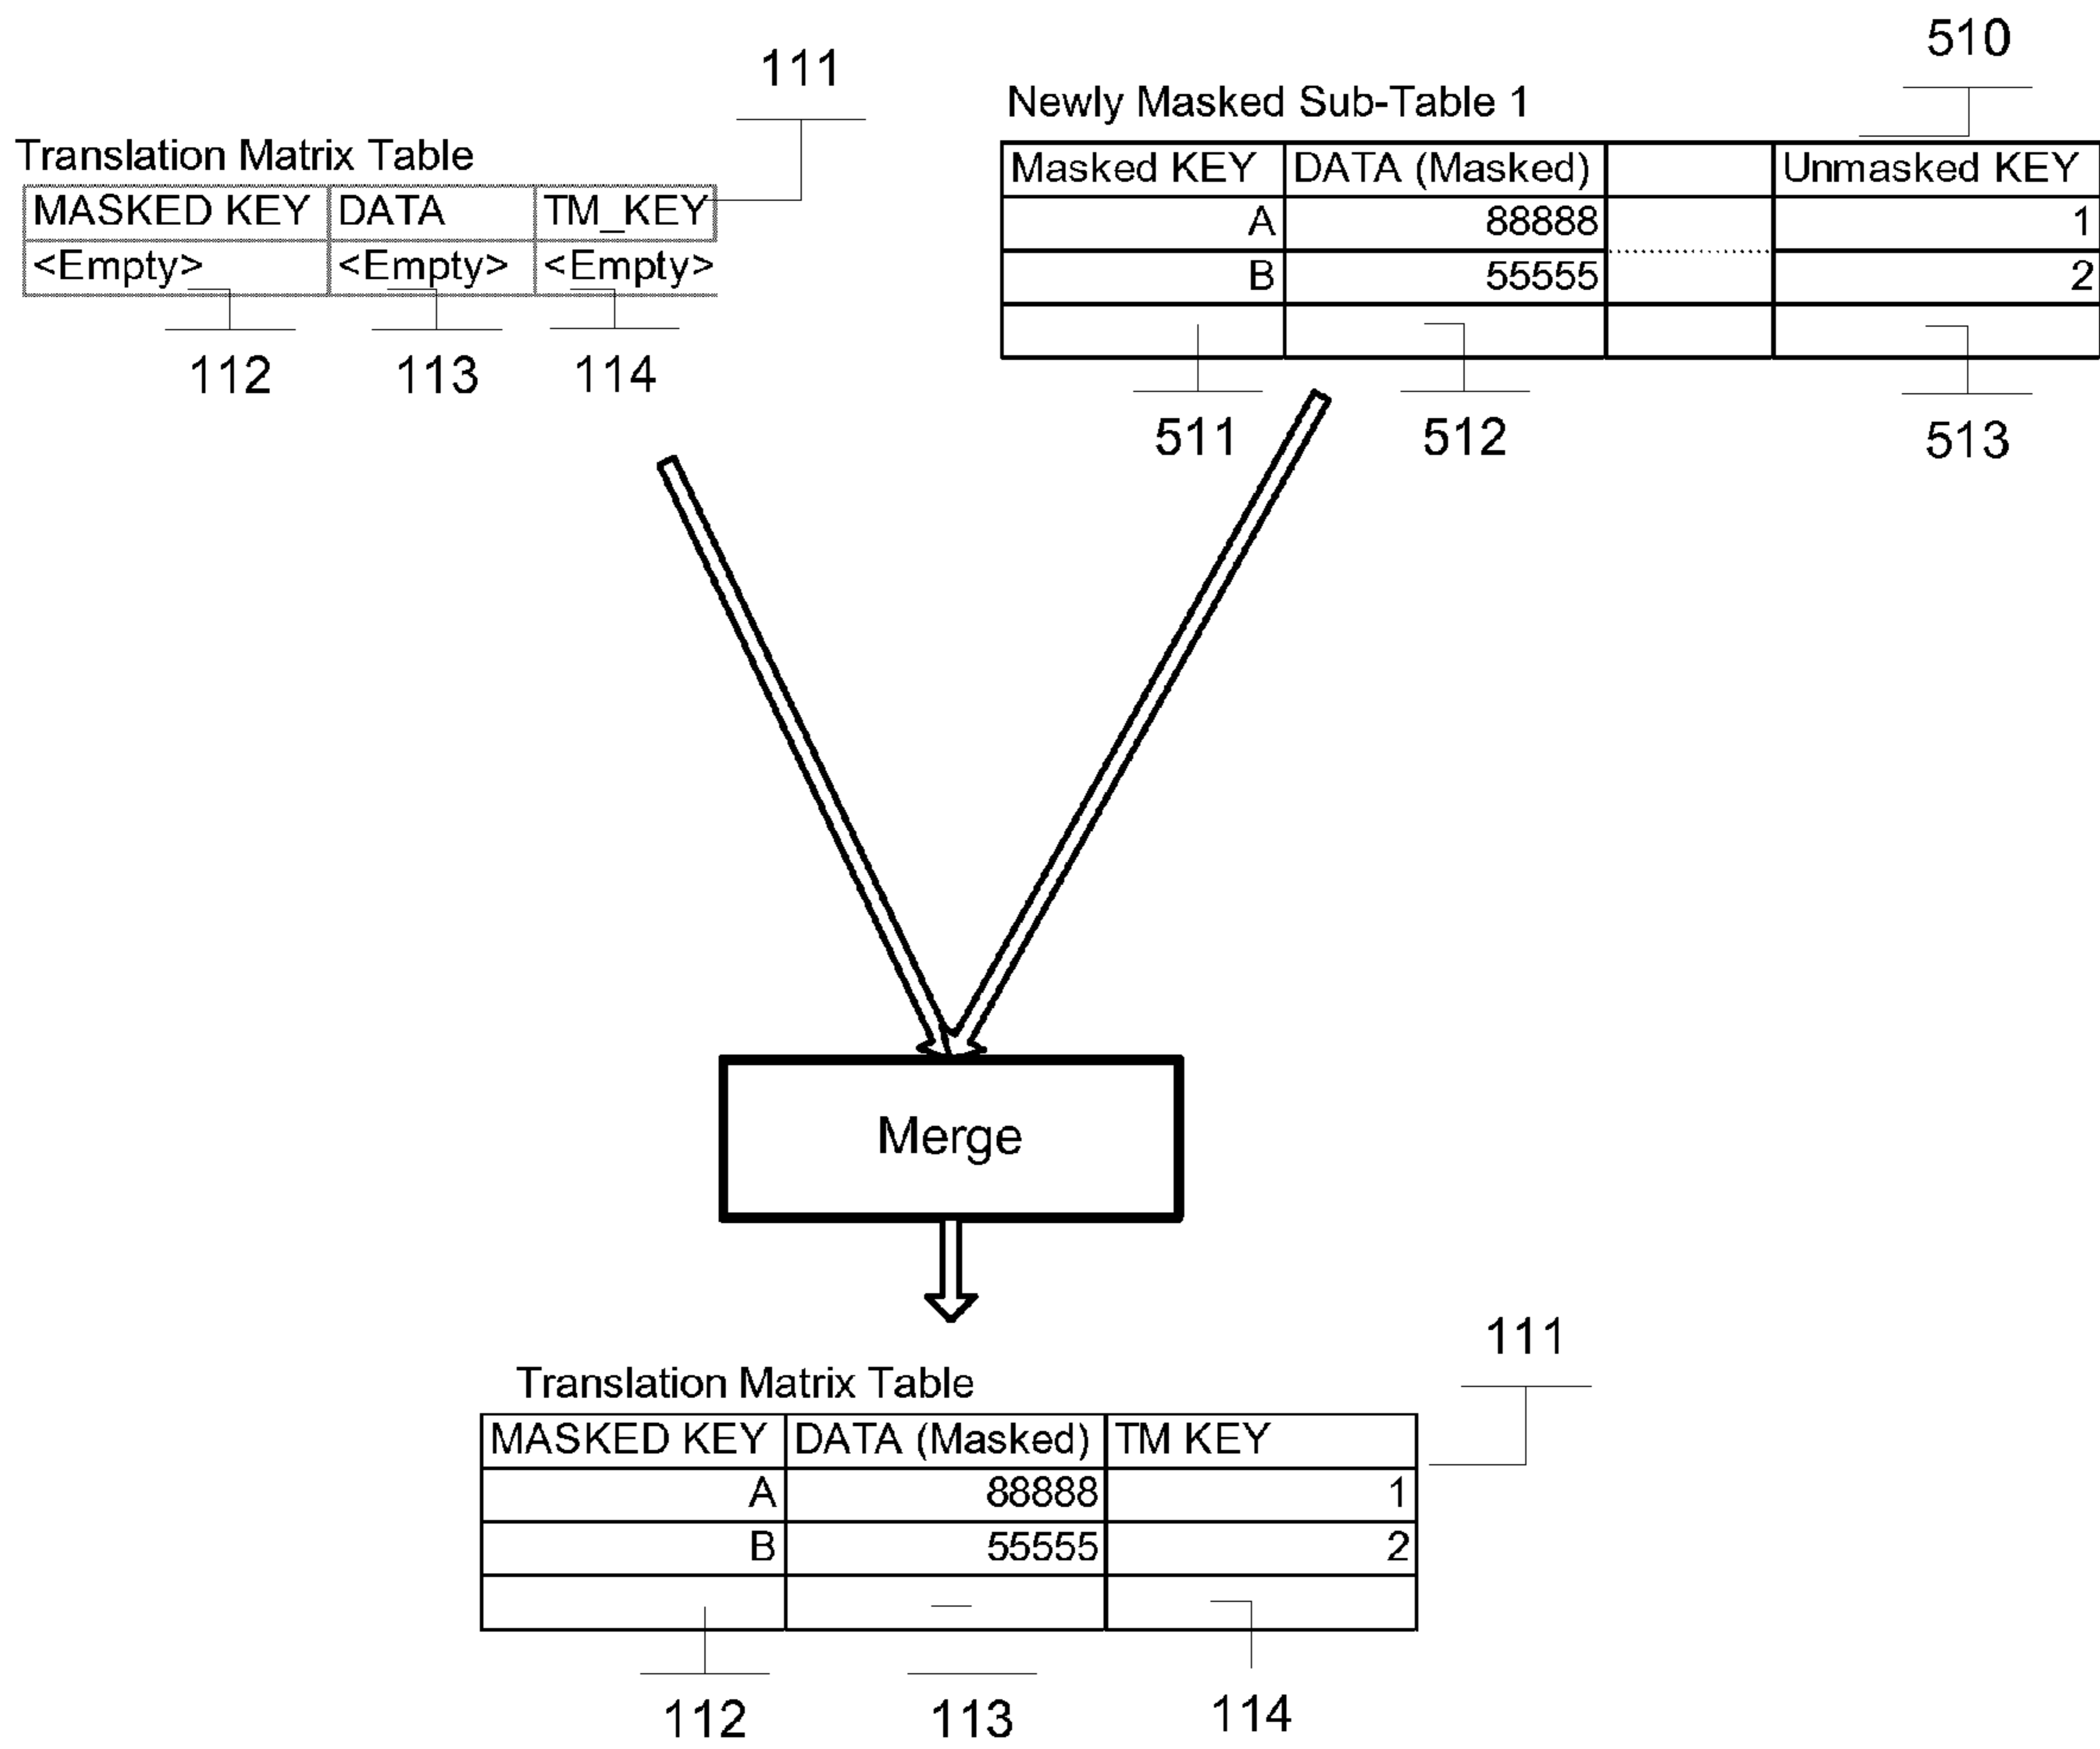 510
111
Newly Masked Sub-Table 1
Translation Matrix Table
Masked KEY DATA (Masked) Unmasked KEY
MASKED KEY DATA TM_KEY
A 88888 1
<Empty> <Empty> <Empty>
B 55555 2
112 113 114
511 512 513
Merge
111
Translation Matrix Table
MASKED KEY DATA (Masked) TM KEY
A 88888 1
B 55555 2
112 113 114